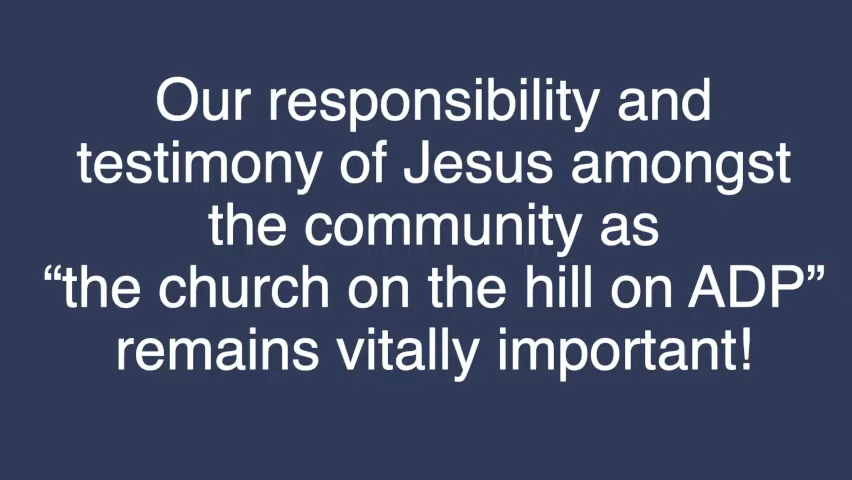 Our responsibility and
testimony of Jesus amongst
the community as
“the church on the hill on ADP”
remains vitally important!